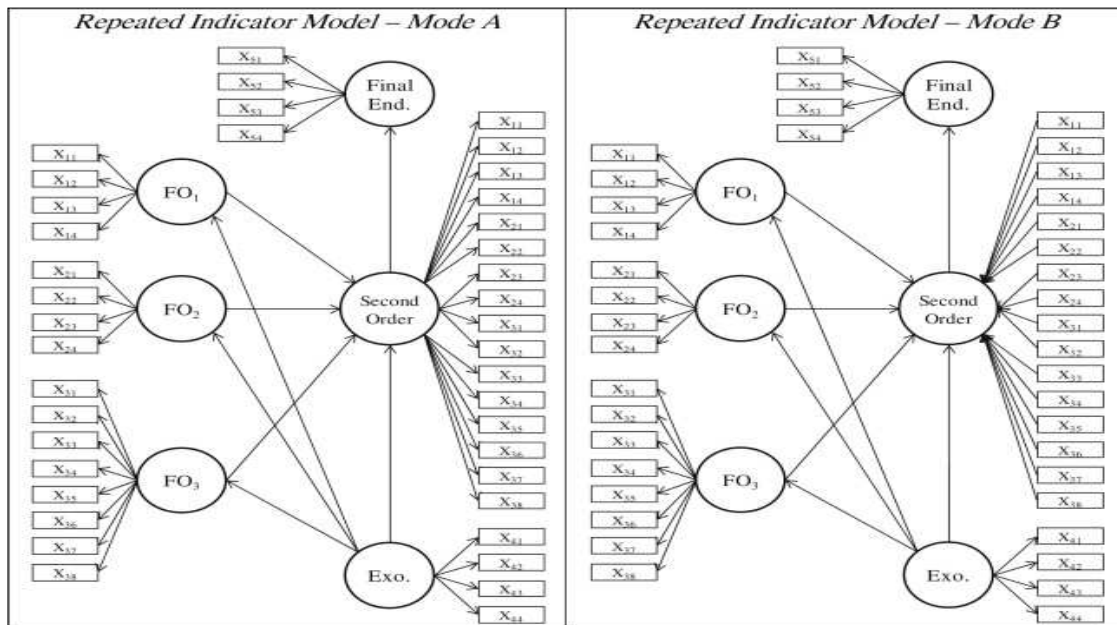 Repeated Indicator Model – Mode A
X₅₁
X₅₂
X₅₃
X₅₄
Final
End.
X₁₁
X₁₂
X₁₃
X₁₄
FO₁
X₂₁
X₂₂
X₂₃
X₂₄
FO₂
X₃₁
X₃₂
X₃₃
X₃₄
X₃₅
X₃₆
X₃₇
X₃₈
FO₃
Second
Order
X₁₁
X₁₂
X₁₃
X₁₄
X₂₁
X₂₂
X₂₃
X₂₄
X₃₁
X₃₂
X₃₃
X₃₄
X₃₅
X₃₆
X₃₇
X₃₈
Exo.
X₄₁
X₄₂
X₄₃
X₄₄
Repeated Indicator Model – Mode B
X₅₁
X₅₂
X₅₃
X₅₄
Final
End.
X₁₁
X₁₂
X₁₃
X₁₄
FO₁
X₂₁
X₂₂
X₂₃
X₂₄
FO₂
X₃₁
X₃₂
X₃₃
X₃₄
X₃₅
X₃₆
X₃₇
X₃₈
FO₃
Second
Order
X₁₁
X₁₂
X₁₃
X₁₄
X₂₁
X₂₂
X₂₃
X₂₄
X₃₁
X₃₂
X₃₃
X₃₄
X₃₅
X₃₆
X₃₇
X₃₈
Exo.
X₄₁
X₄₂
X₄₃
X₄₄